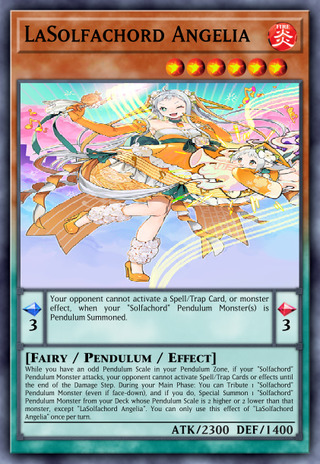 LaSolfachord Angelia
FIRE
炎
Your opponent cannot activate a Spell/Trap Card, or monster
effect, when your "Solfachord" Pendulum Monster(s) is
Pendulum Summoned.
3
3
[Fairy / Pendulum / Effect]
While you have an odd Pendulum Scale in your Pendulum Zone, if your "Solfachord"
Pendulum Monster attacks, your opponent cannot activate Spell/Trap Cards or effects until
the end of the Damage Step. During your Main Phase: You can Tribute 1 "Solfachord"
Pendulum Monster (even if face-down), and if you do, Special Summon 1 "Solfachord"
Pendulum Monster from your Deck whose Pendulum Scale is 2 higher or 2 lower than that
monster, except "LaSolfachord Angelia". You can only use this effect of "LaSolfachord
Angelia" once per turn.
ATK/2300 DEF/1400